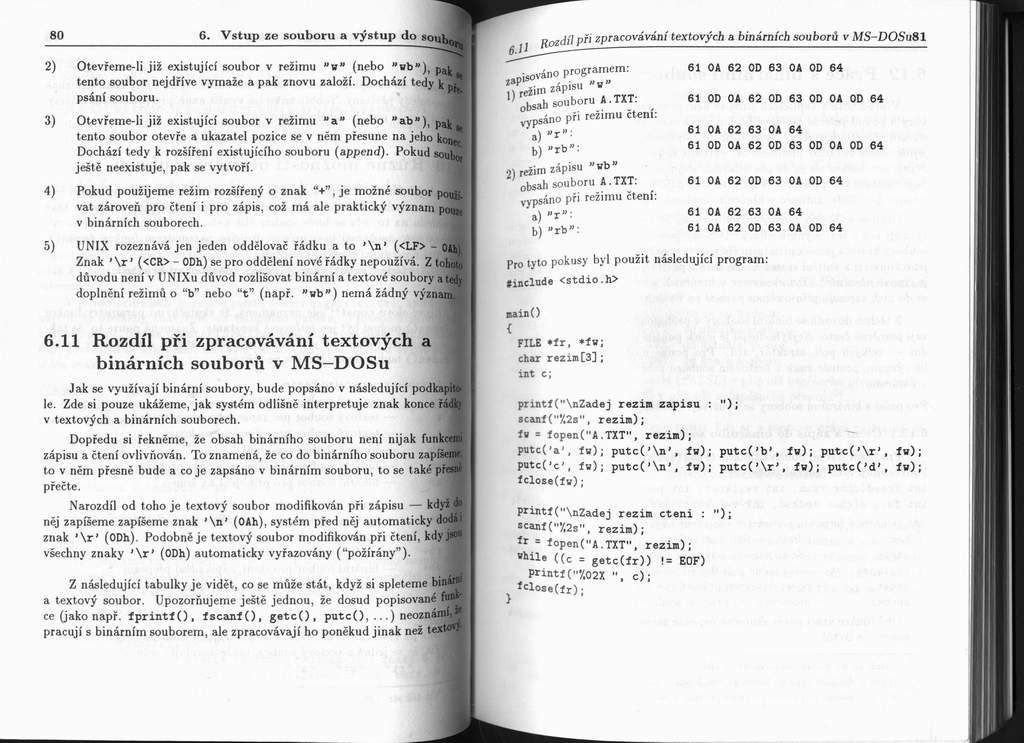 80 6. Vstup ze souboru a výstup do souboru
2) Otevřeme-li již existující soubor v režimu "w" (nebo "wb"), pak se
tento soubor nejdříve vymaže a pak znovu založí. Dochází tedy k pře-
psání souboru.
3) Otevřeme-li již existující soubor v režimu "a" (nebo "ab"), pak se
tento soubor otevře a ukazatel pozice se v něm přesune na jeho konec.
Dochází tedy k rozšíření existujícího souboru (append). Pokud soubor
ještě neexistuje, pak se vytvoří.
4) Pokud použijeme režim rozšířený o znak “+”, je možné soubor použí-
vat zároveň pro čtení i pro zápis, což má ale praktický význam pouze
v binárních souborech.
5) UNIX rozeznává jen jeden oddělovač řádku a to '\n' (<LF> – 0Ah).
Znak '\r' (<CR> – 0Dh) se pro oddělení nové řádky nepoužívá. Z tohoto
důvodu není v UNIXu důvod rozlišovat binární a textové soubory a tedy
doplnění režimů o “b” nebo “t” (např. "wb") nemá žádný význam.
6.11 Rozdíl při zpracovávání textových a
binárních souborů v MS–DOSu
Jak se využívají binární soubory, bude popsáno v následující podkapito-
le. Zde si pouze ukážeme, jak systém odlišně interpretuje znak konce řádky
v textových a binárních souborech.
Dopředu si řekněme, že obsah binárního souboru není nijak funkcemi
zápisu a čtení ovlivňován. To znamená, že co do binárního souboru zapíšeme,
to v něm přesně bude a co je zapsáno v binárním souboru, to se také přesně
přečte.
Narozdíl od toho je textový soubor modifikován při zápisu — když do
něj zapíšeme zapíšeme znak '\n' (0Ah), systém před něj automaticky dodá i
znak '\r' (0Dh). Podobně je textový soubor modifikován při čtení, kdy jsou
všechny znaky '\r' (0Dh) automaticky vyřazovány (“požírány”).
Z následující tabulky je vidět, co se může stát, když si spleteme binární
a textový soubor. Upozorňujeme ještě jednou, že dosud popisované funk-
ce (jako např. fprintf(), fscanf(), getc(), putc(), ...) neoznámí, že
pracují s binárním souborem, ale zpracovávají ho poněkud jinak než textový.
6.11 Rozdíl při zpracovávání textových a binárních souborů v MS–DOSu81
zapisováno programem: 61 0A 62 0D 63 0A 0D 64
1) režim zápisu "w"
obsah souboru A.TXT: 61 0D 0A 62 0D 63 0D 0A 0D 64
vypsáno při režimu čtení:
a) "r": 61 0A 62 63 0A 64
b) "rb": 61 0D 0A 62 0D 63 0D 0A 0D 64
2) režim zápisu "wb"
obsah souboru A.TXT: 61 0A 62 0D 63 0A 0D 64
vypsáno při režimu čtení:
a) "r": 61 0A 62 63 0A 64
b) "rb": 61 0A 62 0D 63 0A 0D 64
Pro tyto pokusy byl použit následující program:
#include <stdio.h>
main()
{
FILE *fr, *fw;
char rezim[3];
int c;
printf("\nZadej rezim zapisu : ");
scanf("%2s", rezim);
fw = fopen("A.TXT", rezim);
putc('a', fw); putc('\n', fw); putc('b', fw); putc('\r', fw);
putc('c', fw); putc('\n', fw); putc('\r', fw); putc('d', fw);
fclose(fw);
printf("\nZadej rezim cteni : ");
scanf("%2s", rezim);
fr = fopen("A.TXT", rezim);
while ((c = getc(fr)) != EOF)
printf("%02X ", c);
fclose(fr);
}